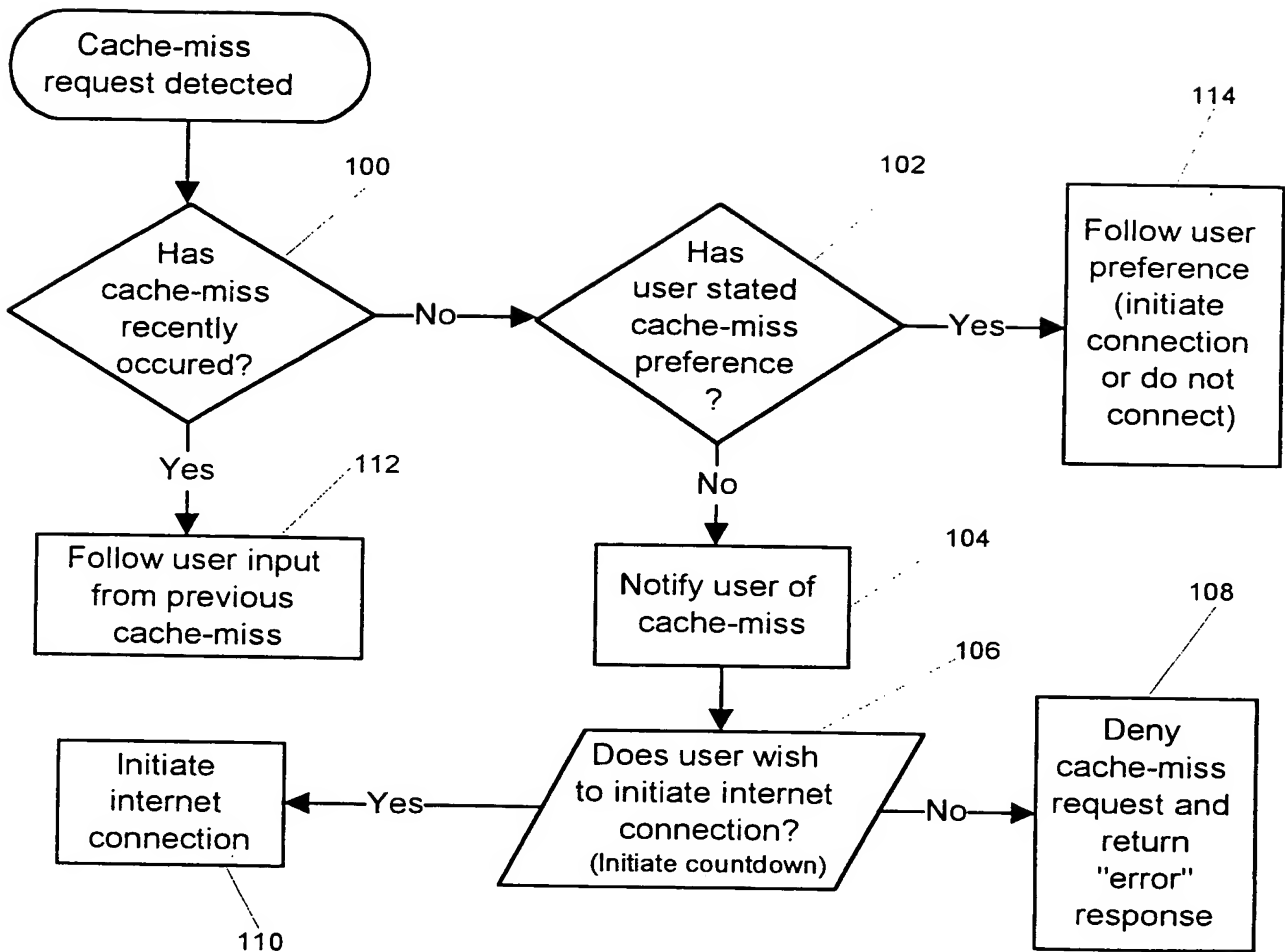 Cache-miss
request detected
100
Has
cache-miss
recently
occured?
No
102
Has
user stated
cache-miss
preference
?
Yes
114
Follow user
preference
(initiate
connection
or do not
connect)
Yes
112
Follow user input
from previous
cache-miss
No
104
Notify user of
cache-miss
106
Does user wish
to initiate internet
connection?
(Initiate countdown)
Yes
Initiate
internet
connection
110
No
108
Deny
cache-miss
request and
return
"error"
response